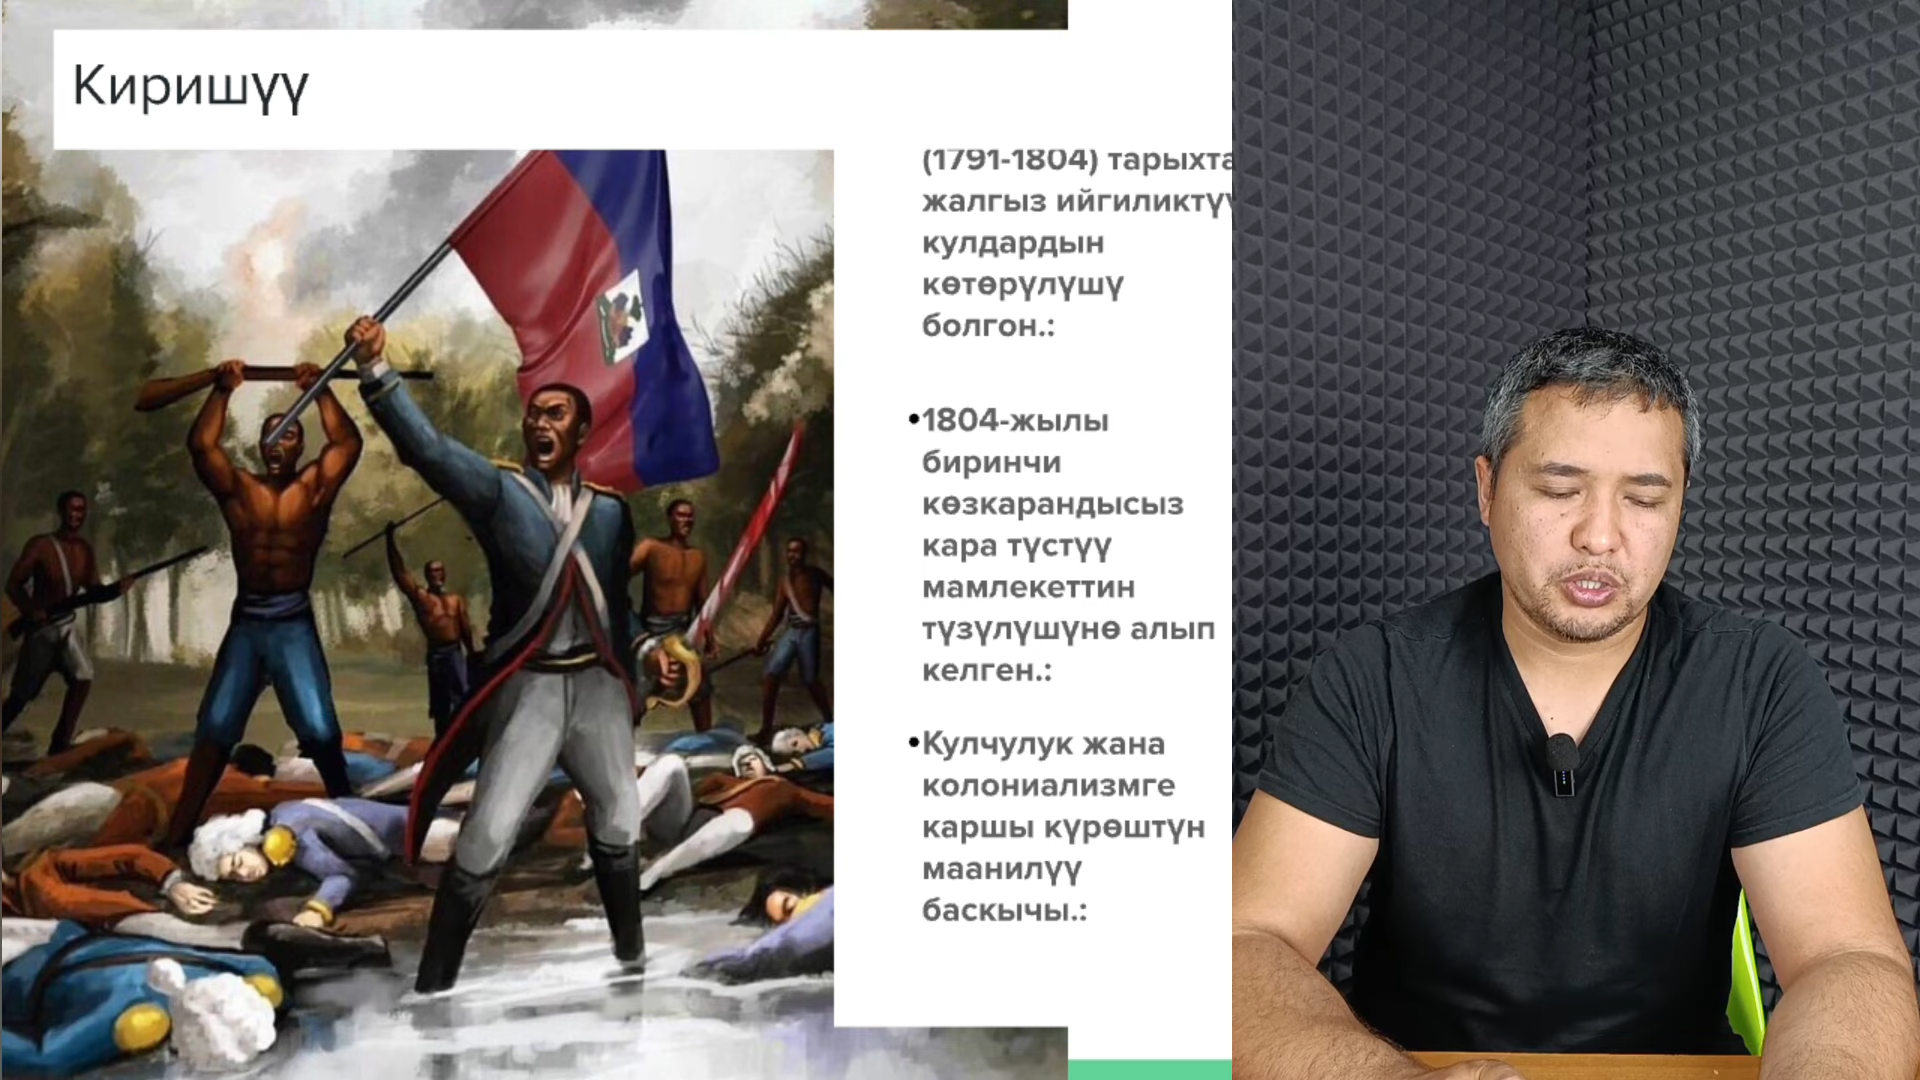 Киришүү
(1791-1804) тарыхта
жалгыз ийгиликтүү
кулдардын
көтөрүлүшү
болгон.:
•1804-жылы
биринчи
көзкарандысыз
кара түстүү
мамлекеттин
түзүлүшүнө алып
келген.:
•Кулчулук жана
колониализмге
каршы күрөштүн
маанилүү
баскычы.: